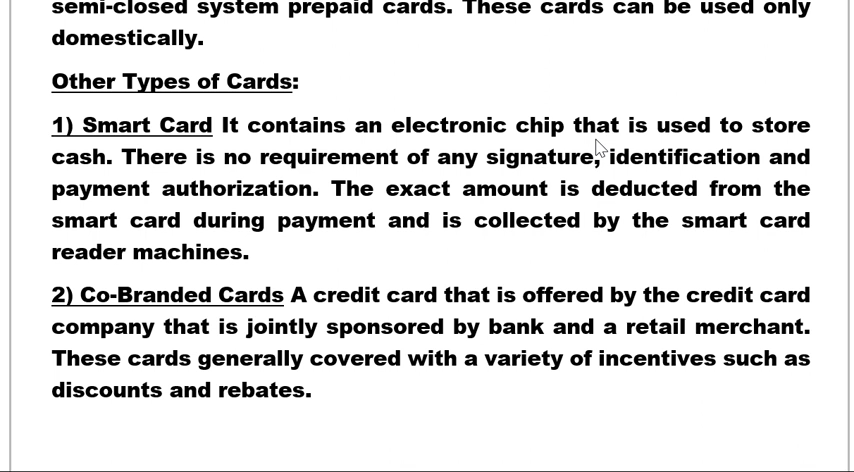 semi-closed system prepaid cards. These cards can be used only
domestically.
Other Types of Cards:
1) Smart Card It contains an electronic chip that is used to store
cash. There is no requirement of any signature, identification and
payment authorization. The exact amount is deducted from the
smart card during payment and is collected by the smart card
reader machines.
2) Co-Branded Cards A credit card that is offered by the credit card
company that is jointly sponsored by bank and a retail merchant.
These cards generally covered with a variety of incentives such as
discounts and rebates.